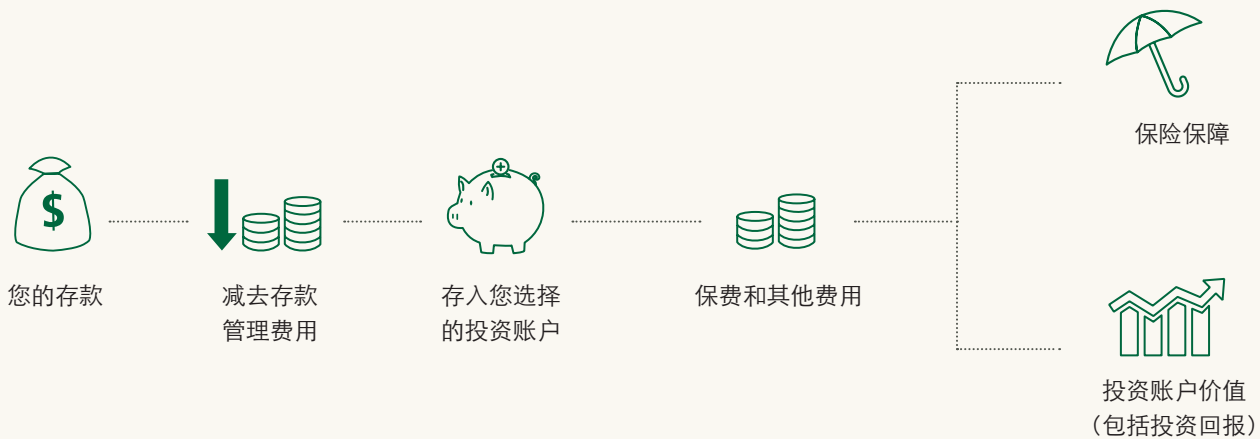 $
您的存款
减去存款
管理费用
存入您选择
的投资账户
保费和其他费用
保险保障
投资账户价值
（包括投资回报）